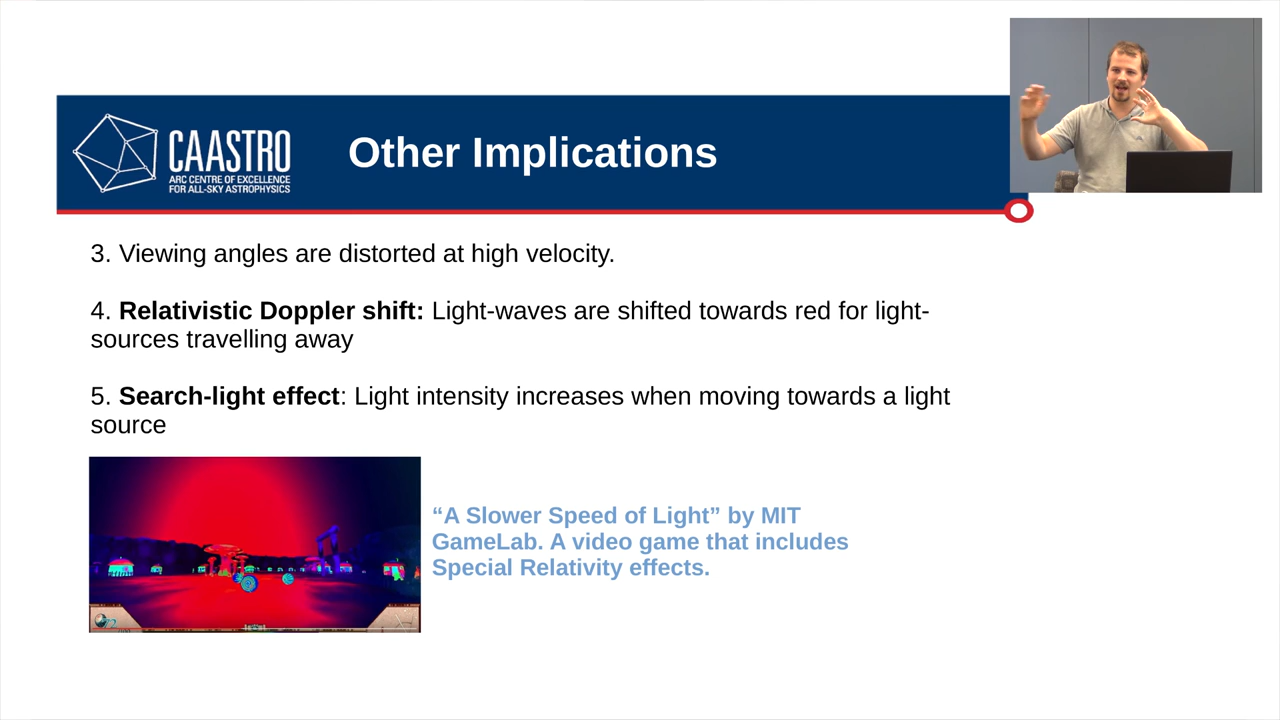 CAASTRO
ARC CENTRE OF EXCELLENCE
FOR ALL-SKY ASTROPHYSICS
Other Implications
3. Viewing angles are distorted at high velocity.
4. Relativistic Doppler shift: Light-waves are shifted towards red for light-
sources travelling away
5. Search-light effect: Light intensity increases when moving towards a light
source
“A Slower Speed of Light” by MIT
GameLab. A video game that includes
Special Relativity effects.